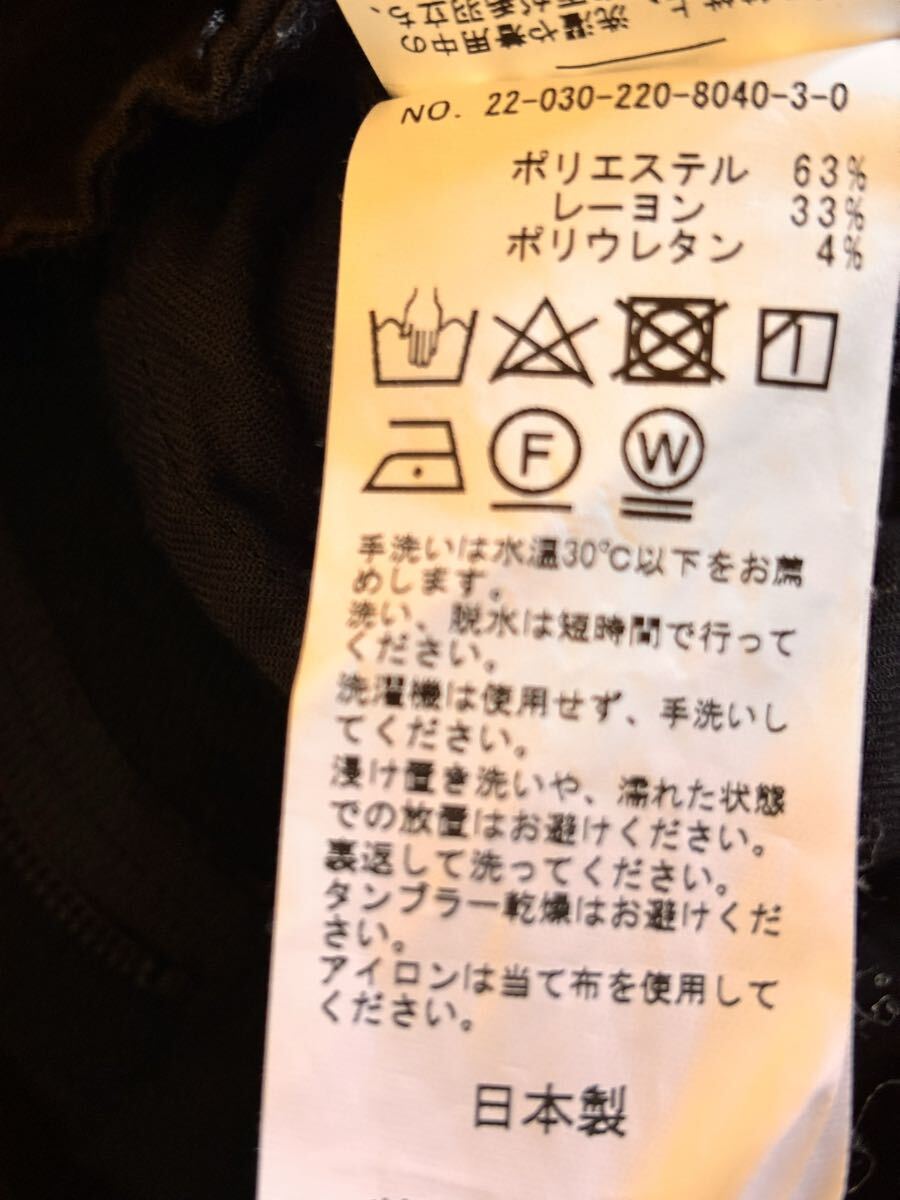 洗濯や着用中の
NO. 22-030-220-8040-3-0
ポリエステル 63%
レーヨン 33%
ポリウレタン 4%
F W
手洗いは水温30℃以下をお薦
めします。
洗い、脱水は短時間で行って
ください。
洗濯機は使用せず、手洗いし
てください。
浸け置き洗いや、濡れた状態
での放置はお避けください。
裏返して洗ってください。
タンブラー乾燥はお避けくだ
さい。
アイロンは当て布を使用して
ください。
日本製